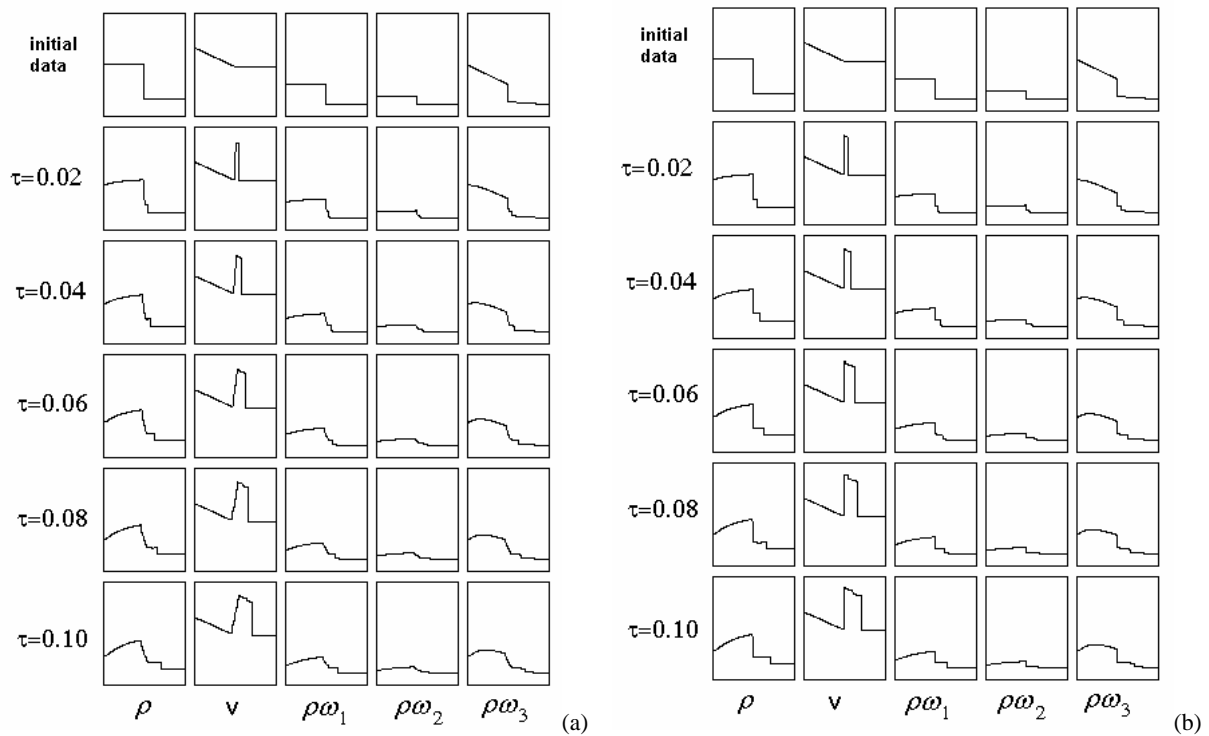 initial
data
τ=0.02
τ=0.04
τ=0.06
τ=0.08
τ=0.10
ρ v ρω₁ ρω₂ ρω₃ (a)
initial
data
τ=0.02
τ=0.04
τ=0.06
τ=0.08
τ=0.10
ρ v ρω₁ ρω₂ ρω₃ (b)